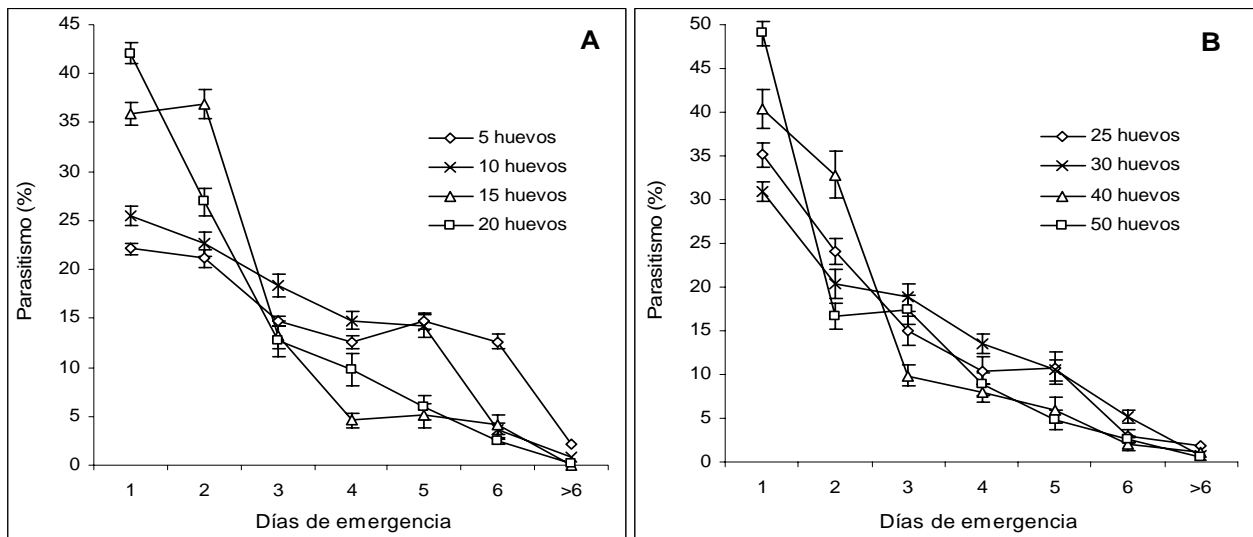 A
Parasitismo (%)
45
40
35
30
25
20
15
10
5
0
5 huevos
10 huevos
15 huevos
20 huevos
1 2 3 4 5 6 >6
Días de emergencia
B
Parasitismo (%)
50
45
40
35
30
25
20
15
10
5
0
25 huevos
30 huevos
40 huevos
50 huevos
1 2 3 4 5 6 >6
Días de emergencia